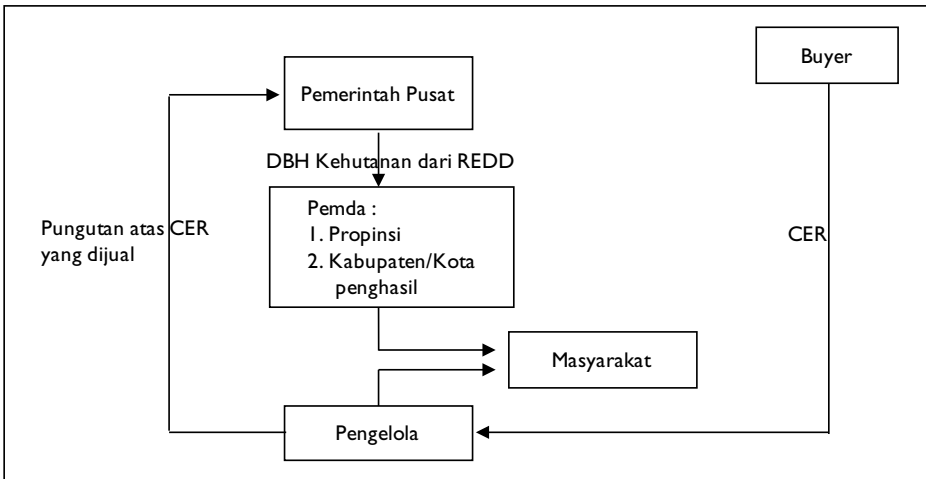 Buyer
Pemerintah Pusat
DBH Kehutanan dari REDD
Pemda :
1. Propinsi
2. Kabupaten/Kota
penghasil
Pungutan atas CER
yang dijual
CER
Masyarakat
Pengelola